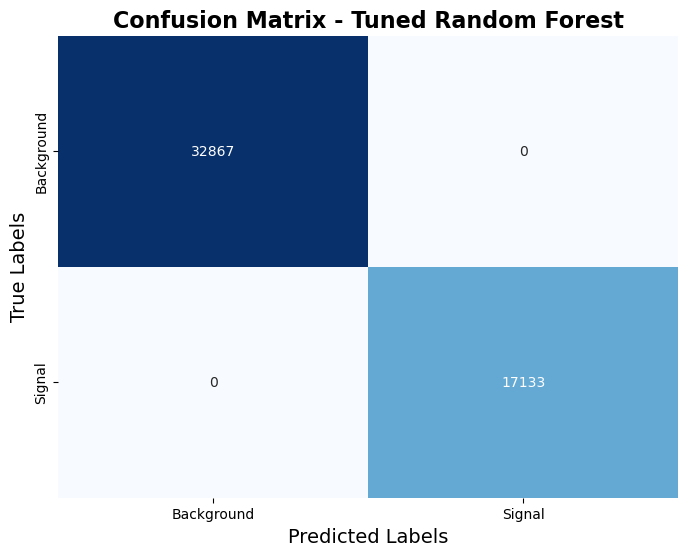 Confusion Matrix - Tuned Random Forest
True Labels
Background
32867
0
Signal
0
17133
Background
Signal
Predicted Labels